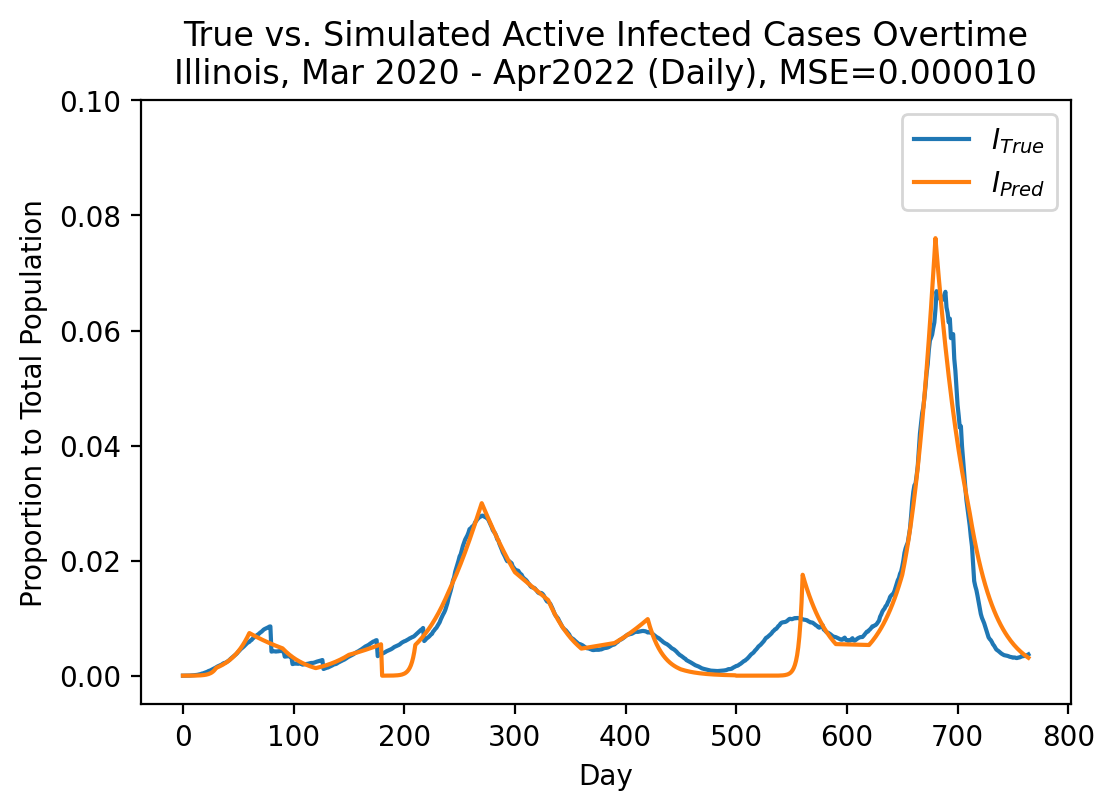 True vs. Simulated Active Infected Cases Overtime
Illinois, Mar 2020 - Apr2022 (Daily), MSE=0.000010
I_True
I_Pred
Proportion to Total Population
0.10
0.08
0.06
0.04
0.02
0.00
0 100 200 300 400 500 600 700 800
Day